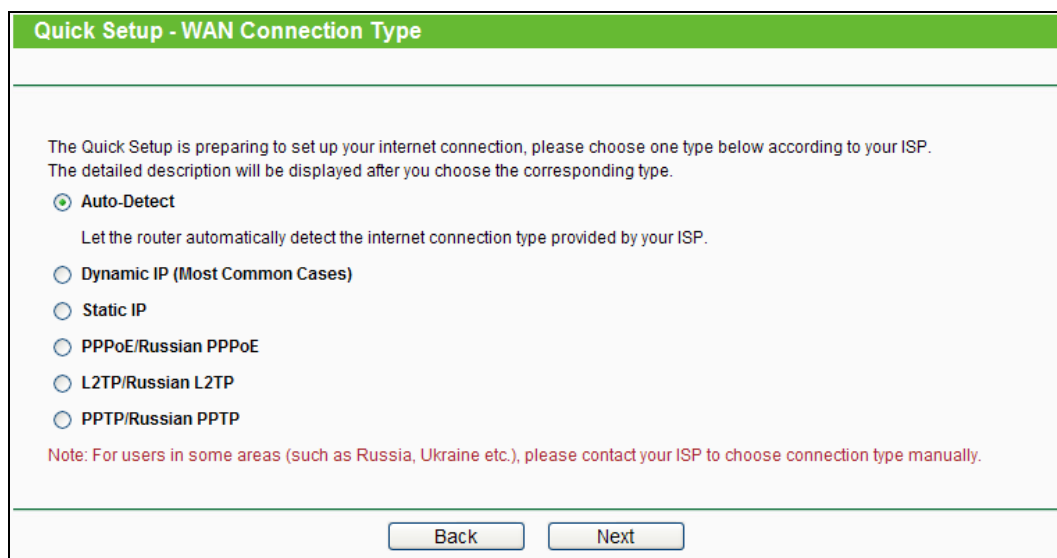 Quick Setup - WAN Connection Type
The Quick Setup is preparing to set up your internet connection, please choose one type below according to your ISP.
The detailed description will be displayed after you choose the corresponding type.
Auto-Detect
Let the router automatically detect the internet connection type provided by your ISP.
Dynamic IP (Most Common Cases)
Static IP
PPPoE/Russian PPPoE
L2TP/Russian L2TP
PPTP/Russian PPTP
Note: For users in some areas (such as Russia, Ukraine etc.), please contact your ISP to choose connection type manually.
Back Next